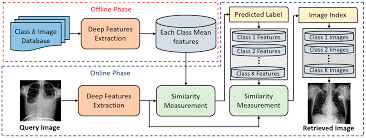 Offline Phase
Class k Image
Database
Deep Features
Extraction
Each Class Mean
features
Online Phase
Deep Features
Extraction
Similarity
Measurement
Query Image
Predicted Label
Class 1 Features
Class 2 Features
Class K Features
Similarity
Measurement
Image Index
Class 1 Images
Class 2 Images
Class K Images
Retrieved Image